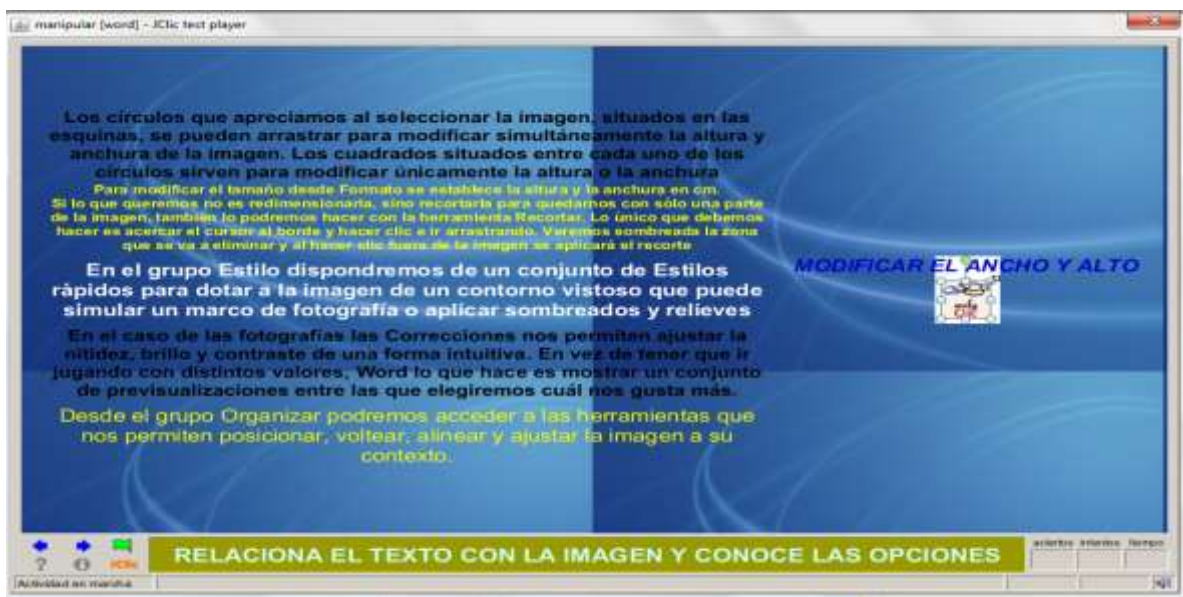 manipular (word) - JClic test player
Los círculos que apreciamos al seleccionar la imagen, situados en las
esquinas, se pueden arrastrar para modificar simultáneamente la altura y
anchura de la imagen. Los cuadrados situados entre cada uno de los
círculos sirven para modificar únicamente la altura o la anchura
Para modificar el tamaño desde Formato se establece la altura y la anchura en cm.
Si lo que queremos no es redimensionarla, sino recortarla para quedarnos con sólo una parte
de la imagen, también lo podremos hacer con la herramienta Recortar. Lo único que debemos
hacer es acercar el cursor al borde y hacer clic e ir arrastrando. Veremos sombreada la zona
que se va a eliminar y al hacer clic fuera de la imagen se aplicará el recorte
En el grupo Estilo dispondremos de un conjunto de Estilos
rápidos para dotar a la imagen de un contorno vistoso que puede
simular un marco de fotografía o aplicar sombreados y relieves
En el caso de las fotografías las Correcciones nos permiten ajustar la
nitidez, brillo y contraste de una forma intuitiva. En vez de tener que ir
jugando con distintos valores, Word lo que hace es mostrar un conjunto
de previsualizaciones entre las que elegiremos cuál nos gusta más.
Desde el grupo Organizar podremos acceder a las herramientas que
nos permiten posicionar, voltear, alinear y ajustar la imagen a su
contexto.
MODIFICAR EL ANCHO Y ALTO
RELACIONA EL TEXTO CON LA IMAGEN Y CONOCE LAS OPCIONES
aciertos intentos tiempo
JClic
Actividad en marcha